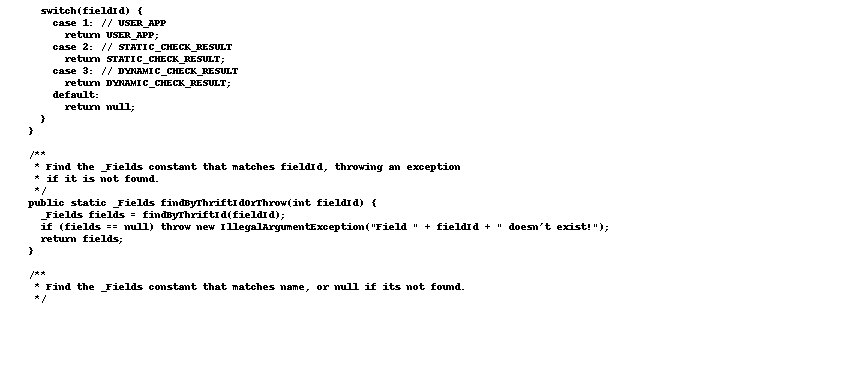 switch(fieldId) {
case 1: // USER_APP
return USER_APP;
case 2: // STATIC_CHECK_RESULT
return STATIC_CHECK_RESULT;
case 3: // DYNAMIC_CHECK_RESULT
return DYNAMIC_CHECK_RESULT;
default:
return null;
}
}
/**
* Find the _Fields constant that matches fieldId, throwing an exception
* if it is not found.
*/
public static _Fields findByThriftIdOrThrow(int fieldId) {
_Fields fields = findByThriftId(fieldId);
if (fields == null) throw new IllegalArgumentException("Field " + fieldId + " doesn't exist!");
return fields;
}
/**
* Find the _Fields constant that matches name, or null if its not found.
*/